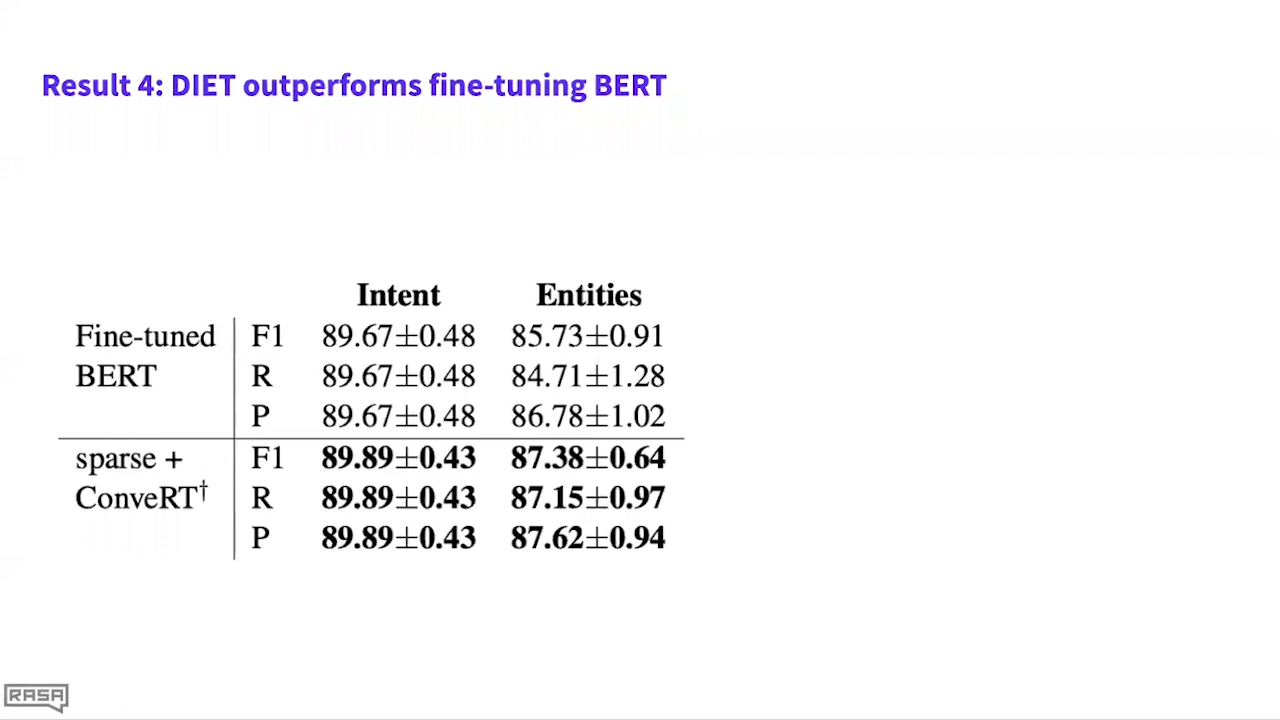 Result 4: DIET outperforms fine-tuning BERT
Intent Entities
Fine-tuned F1 89.67±0.48 85.73±0.91
BERT R 89.67±0.48 84.71±1.28
P 89.67±0.48 86.78±1.02
sparse + F1 89.89±0.43 87.38±0.64
ConveRT† R 89.89±0.43 87.15±0.97
P 89.89±0.43 87.62±0.94
RASA